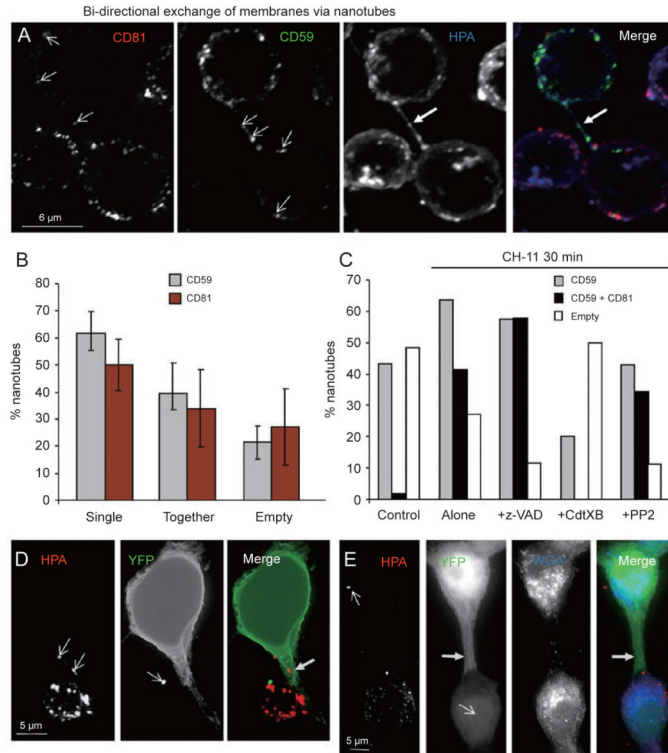 Bi-directional exchange of membranes via nanotubes
A
CD81
CD59
HPA
Merge
6 µm
B
CD59
CD81
80
70
60
50
40
30
20
10
0
% nanotubes
Single
Together
Empty
C
CH-11 30 min
CD59
CD59 + CD81
Empty
70
60
50
40
30
20
10
0
% nanotubes
Control
Alone
+z-VAD
+CdtXB
+PP2
D
HPA
YFP
Merge
5 µm
E
HPA
YFP
WGA
Merge
5 µm